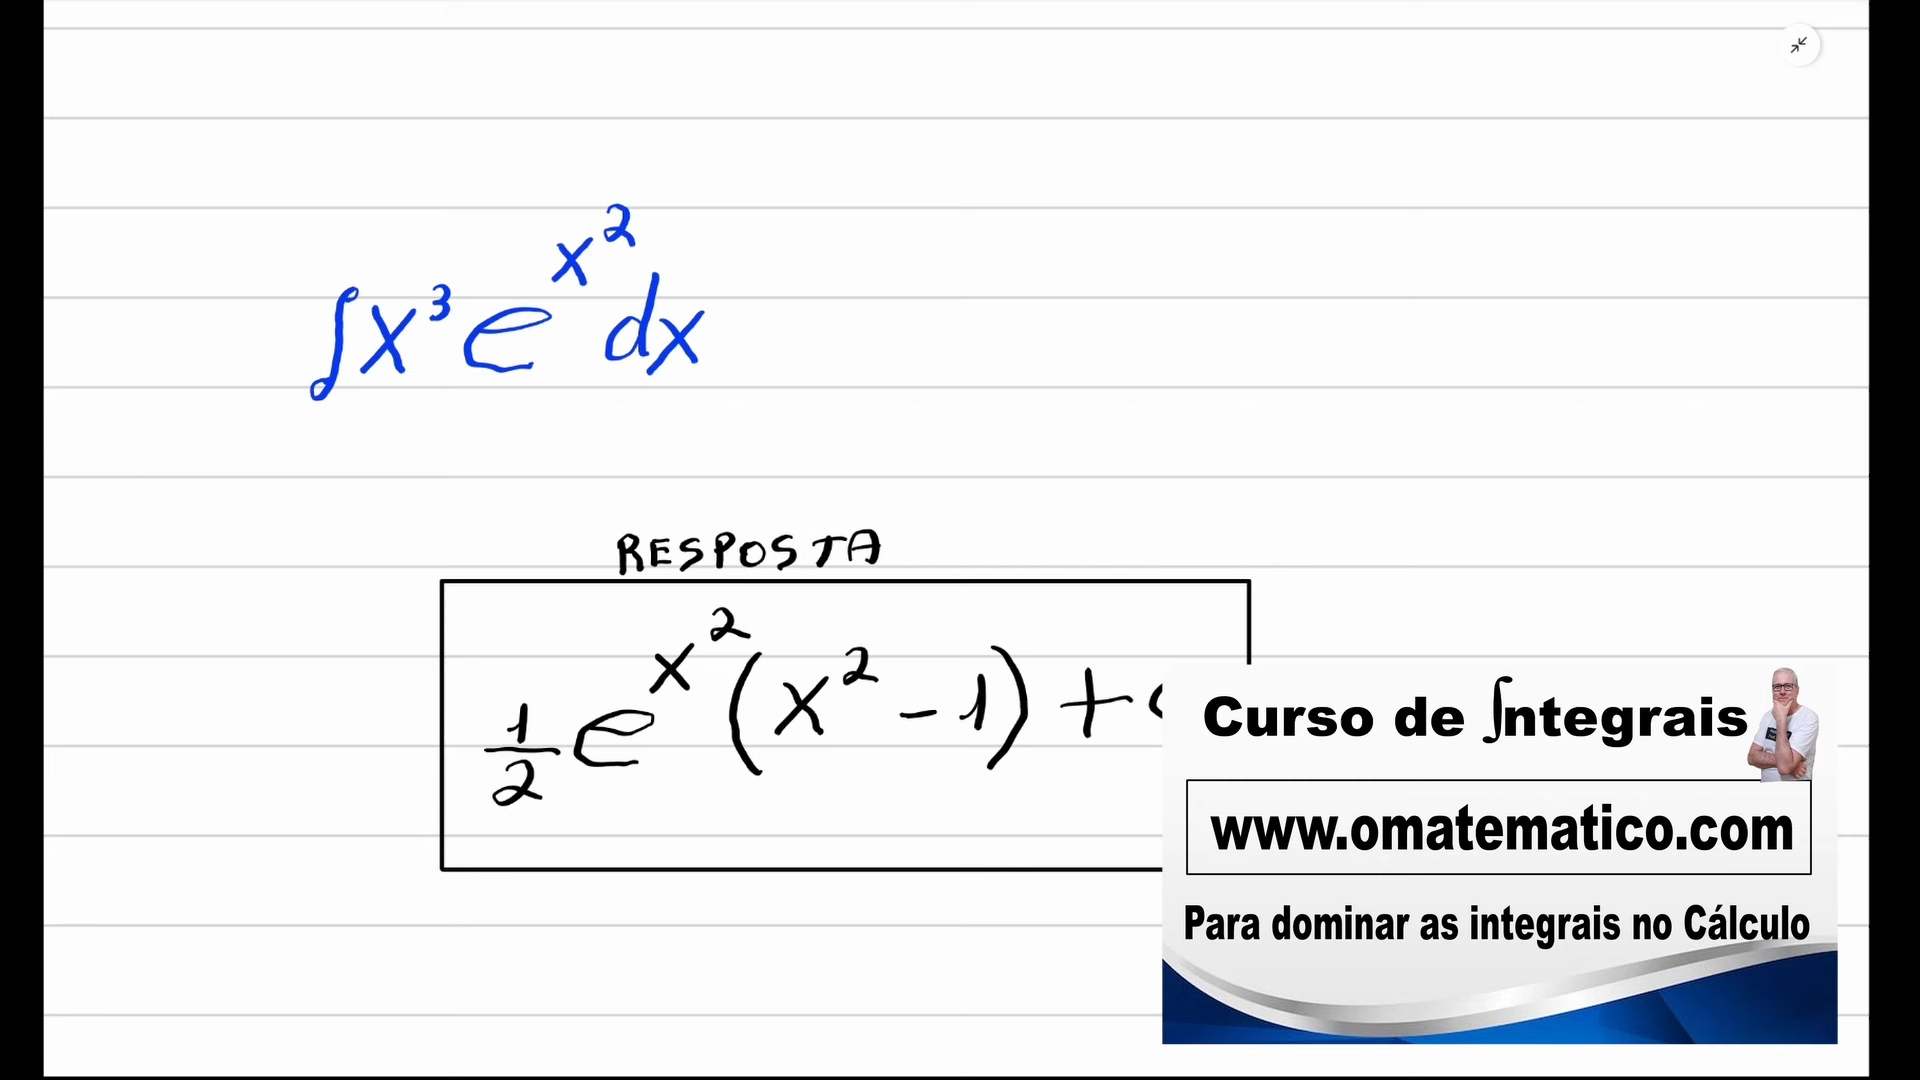 ∫x³e^{x²}dx
RESPOSTA
1/2 e^{x²}(x² - 1) +
Curso de ∫ntegrais
www.omatematico.com
Para dominar as integrais no Cálculo